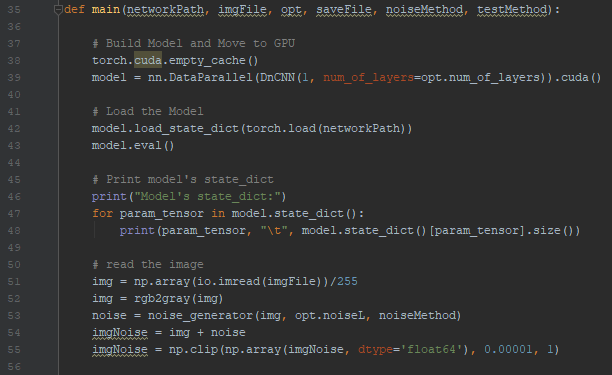 35 def main(networkPath, imgFile, opt, saveFile, noiseMethod, testMethod):
36
37 # Build Model and Move to GPU
38 torch.cuda.empty_cache()
39 model = nn.DataParallel(DnCNN(1, num_of_layers=opt.num_of_layers)).cuda()
40
41 # Load the Model
42 model.load_state_dict(torch.load(networkPath))
43 model.eval()
44
45 # Print model's state_dict
46 print("Model's state_dict:")
47 for param_tensor in model.state_dict():
48 print(param_tensor, "\t", model.state_dict()[param_tensor].size())
49
50 # read the image
51 img = np.array(io.imread(imgFile))/255
52 img = rgb2gray(img)
53 noise = noise_generator(img, opt.noiseL, noiseMethod)
54 imgNoise = img + noise
55 imgNoise = np.clip(np.array(imgNoise, dtype='float64'), 0.00001, 1)
56